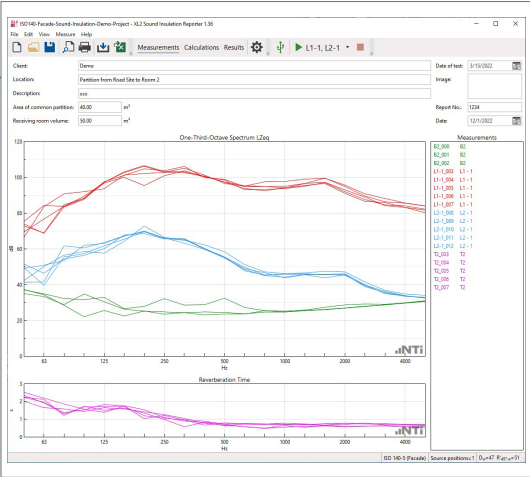 ISO140-Facade-Sound-Insulation-Demo-Project - XL2 Sound Insulation Reporter 1.36
File Edit View Measure Help
Measurements Calculations Results L1-1, L2-1
Client: Demo Date of test: 3/15/2022
Location: Partition from Road Site to Room 2 Image:
Description: xxx
Area of common partition: 40.00 m² Report No.: 1234
Receiving room volume: 50.00 m³ Date: 12/1/2022
One-Third-Octave Spectrum LZeq
Measurements
120
100
80
60
40
20
0
dB
B2_000 B2
B2_001 B2
B2_002 B2
L1-1_003 L1 - 1
L1-1_004 L1 - 1
L1-1_005 L1 - 1
L1-1_006 L1 - 1
L1-1_007 L1 - 1
L2-1_008 L2 - 1
L2-1_009 L2 - 1
L2-1_010 L2 - 1
L2-1_011 L2 - 1
L2-1_012 L2 - 1
T2_003 T2
T2_004 T2
T2_005 T2
T2_006 T2
T2_007 T2
NTi
63 125 250 500 1000 2000 4000
Hz
Reverberation Time
3
2
1
0
s
NTi
63 125 250 500 1000 2000 4000
Hz
ISO 140-5 (Facade) Source positions=1